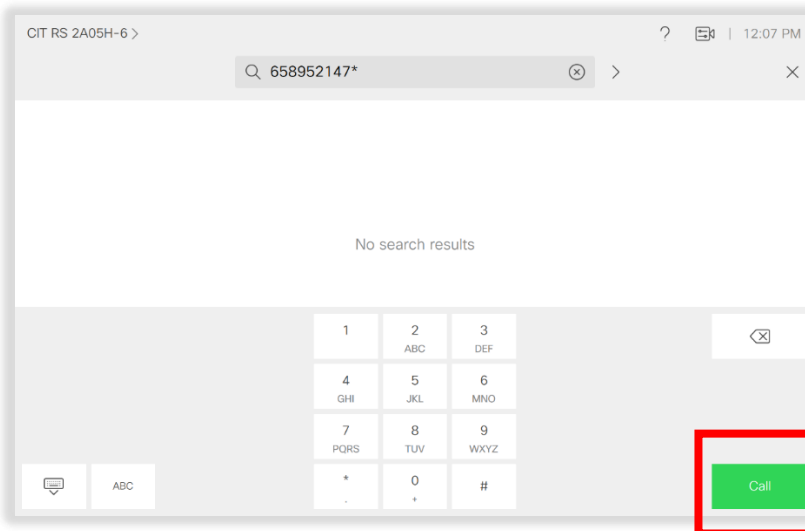 CIT RS 2A05H-6 >
? | 12:07 PM
658952147*
No search results
1 2 3
ABC DEF
4 5 6
GHI JKL MNO
7 8 9
PQRS TUV WXYZ
* 0 #
. +
ABC
Call